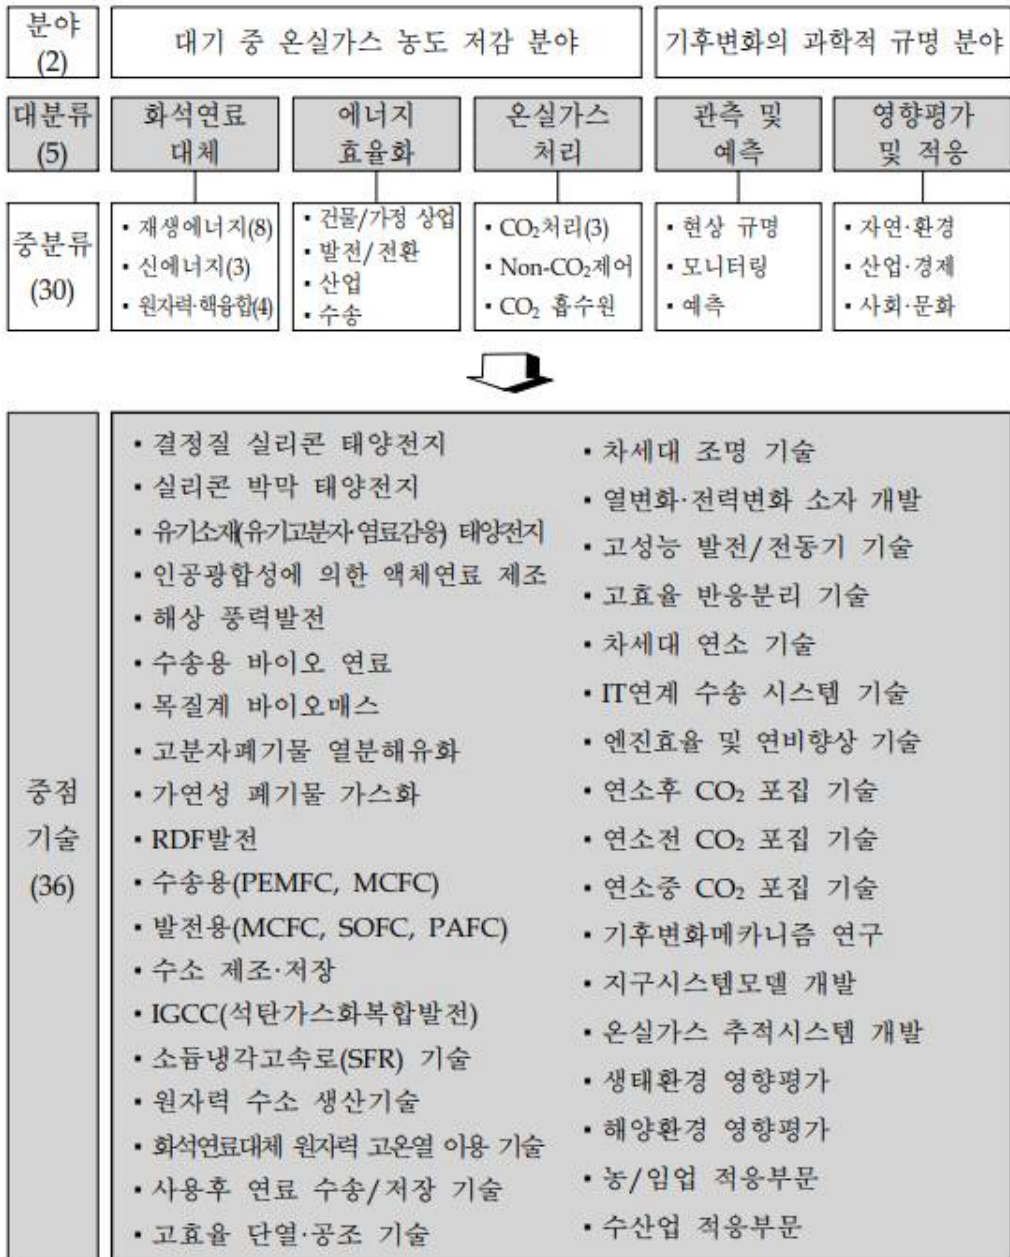 분야
(2)
대기 중 온실가스 농도 저감 분야
기후변화의 과학적 규명 분야
대분류
(5)
화석연료
대체
에너지
효율화
온실가스
처리
관측 및
예측
영향평가
및 적응
중분류
(30)
▪ 재생에너지(8)
▪ 신에너지(3)
▪ 원자력·핵융합(4)
▪ 건물/가정 상업
▪ 발전/전환
▪ 산업
▪ 수송
▪ CO₂처리(3)
▪ Non-CO₂제어
▪ CO₂ 흡수원
▪ 현상 규명
▪ 모니터링
▪ 예측
▪ 자연·환경
▪ 산업·경제
▪ 사회·문화
중점
기술
(36)
▪ 결정질 실리콘 태양전지
▪ 실리콘 박막 태양전지
▪ 유기소재(유기고분자·염료감응) 태양전지
▪ 인공광합성에 의한 액체연료 제조
▪ 해상 풍력발전
▪ 수송용 바이오 연료
▪ 목질계 바이오매스
▪ 고분자폐기물 열분해유화
▪ 가연성 폐기물 가스화
▪ RDF발전
▪ 수송용(PEMFC, MCFC)
▪ 발전용(MCFC, SOFC, PAFC)
▪ 수소 제조·저장
▪ IGCC(석탄가스화복합발전)
▪ 소듐냉각고속로(SFR) 기술
▪ 원자력 수소 생산기술
▪ 화석연료대체 원자력 고온열 이용 기술
▪ 사용후 연료 수송/저장 기술
▪ 고효율 단열·공조 기술
▪ 차세대 조명 기술
▪ 열변화·전력변화 소자 개발
▪ 고성능 발전/전동기 기술
▪ 고효율 반응분리 기술
▪ 차세대 연소 기술
▪ IT연계 수송 시스템 기술
▪ 엔진효율 및 연비향상 기술
▪ 연소후 CO₂ 포집 기술
▪ 연소전 CO₂ 포집 기술
▪ 연소중 CO₂ 포집 기술
▪ 기후변화메카니즘 연구
▪ 지구시스템모델 개발
▪ 온실가스 추적시스템 개발
▪ 생태환경 영향평가
▪ 해양환경 영향평가
▪ 농/임업 적응부문
▪ 수산업 적응부문